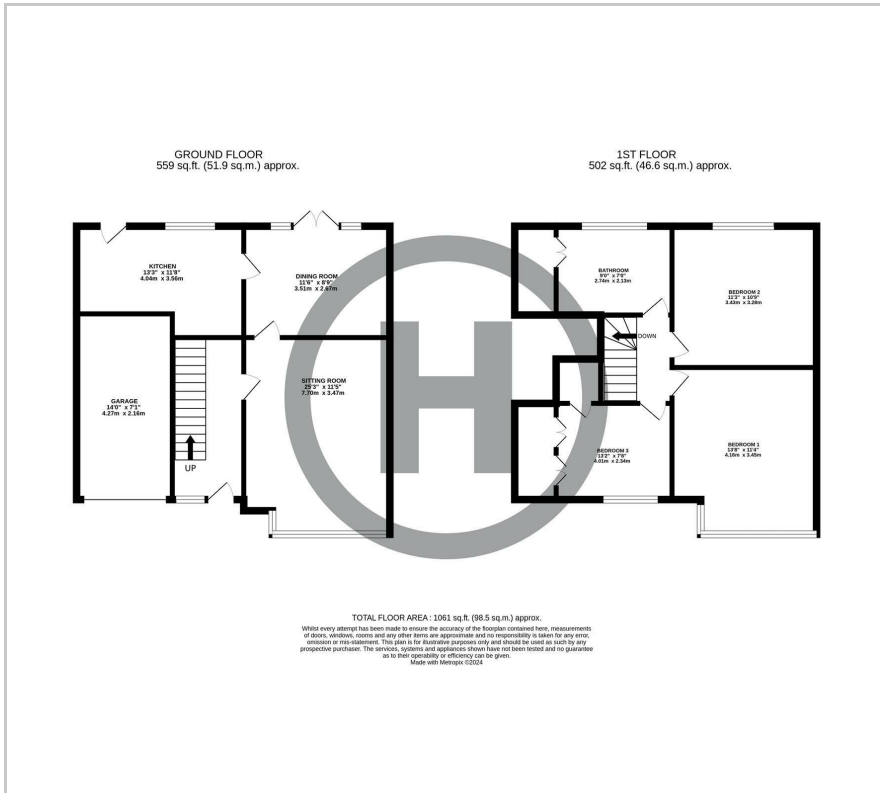 GROUND FLOOR
559 sq.ft. (51.9 sq.m.) approx.
1ST FLOOR
502 sq.ft. (46.6 sq.m.) approx.
KITCHEN
13'3" x 11'8"
4.04m x 3.56m
DINING ROOM
11'6" x 8'9"
3.51m x 2.67m
GARAGE
14'0" x 7'1"
4.27m x 2.16m
SITTING ROOM
25'3" x 11'5"
7.70m x 3.47m
UP
BATHROOM
9'0" x 7'0"
2.74m x 2.13m
BEDROOM 2
11'3" x 10'9"
3.43m x 3.28m
DOWN
BEDROOM 3
13'2" x 7'8"
4.01m x 2.34m
BEDROOM 1
13'8" x 11'4"
4.16m x 3.45m
H
TOTAL FLOOR AREA : 1061 sq.ft. (98.5 sq.m.) approx.
Whilst every attempt has been made to ensure the accuracy of the floorplan contained here, measurements
of doors, windows, rooms and any other items are approximate and no responsibility is taken for any error,
omission or mis-statement. This plan is for illustrative purposes only and should be used as such by any
prospective purchaser. The services, systems and appliances shown have not been tested and no guarantee
as to their operability or efficiency can be given.
Made with Metropix ©2024